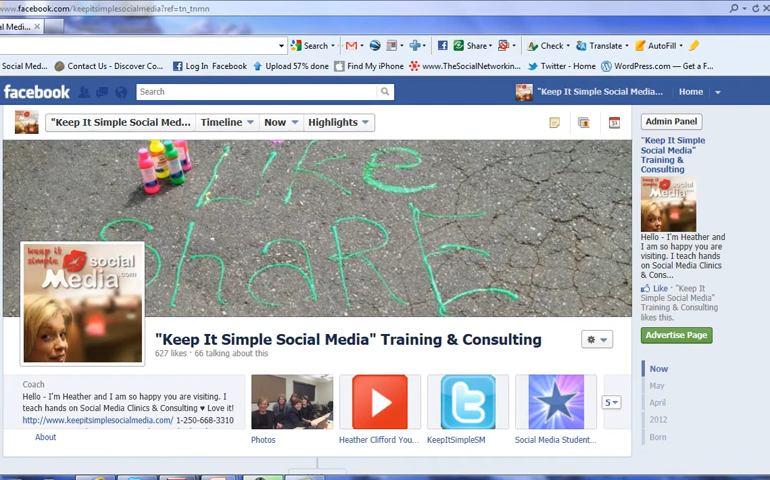 www.facebook.com/keepitsimplesocialmedia?ref=tn_tnmn
al Medi... ×
Search
Share
Check
Translate
AutoFill
Social Med...
Contact Us - Discover Co...
Log In Facebook
Upload 57% done
Find My iPhone
www.TheSocialNetworkin...
Twitter - Home
WordPress.com — Get a F...
facebook
Search
"Keep It Simple Social Media...
Home
"Keep It Simple Social Med...
Timeline
Now
Highlights
31
Like
ShaRE
keep it
simple
social
Media
.com
"Keep It Simple Social Media" Training & Consulting
627 likes · 66 talking about this
Coach
Hello - I'm Heather and I am so happy you are visiting. I
teach hands on Social Media Clinics & Consulting ♥ Love it!
http://www.keepitsimplesocialmedia.com/ 1-250-668-3310
About
Photos
Heather Clifford You...
KeepItSimpleSM
Social Media Student...
5
Admin Panel
"Keep It Simple
Social Media"
Training &
Consulting
social
Media
Hello - I'm Heather and
I am so happy you are
visiting. I teach hands
on Social Media Clinics
& Cons...
Like · "Keep It
Simple Social Media"
Training & Consulting
likes this.
Advertise Page
Now
May
April
2012
Born